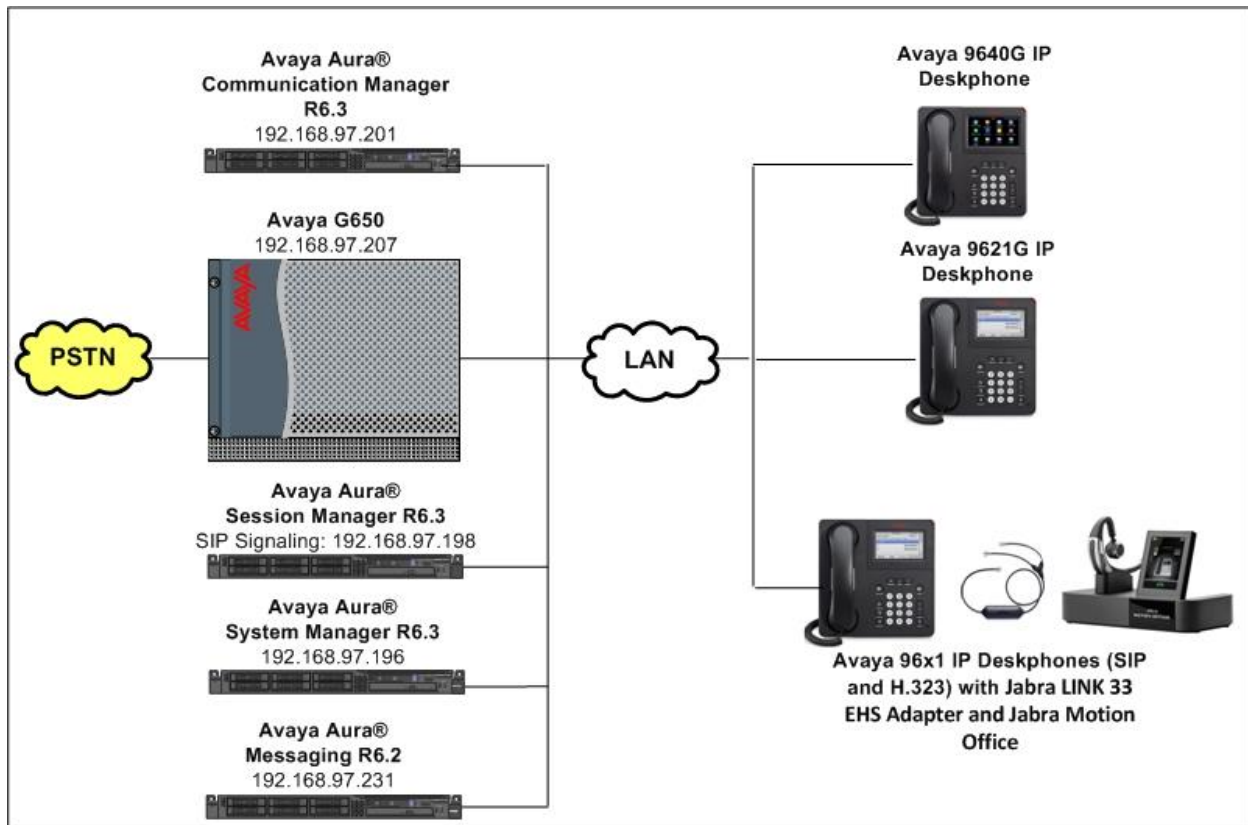 Avaya Aura®
Communication Manager
R6.3
192.168.97.201
Avaya G650
192.168.97.207
AVAYA
PSTN
LAN
Avaya Aura®
Session Manager R6.3
SIP Signaling: 192.168.97.198
Avaya Aura®
System Manager R6.3
192.168.97.196
Avaya Aura®
Messaging R6.2
192.168.97.231
Avaya 9640G IP
Deskphone
Avaya 9621G IP
Deskphone
Avaya 96x1 IP Deskphones (SIP
and H.323) with Jabra LINK 33
EHS Adapter and Jabra Motion
Office